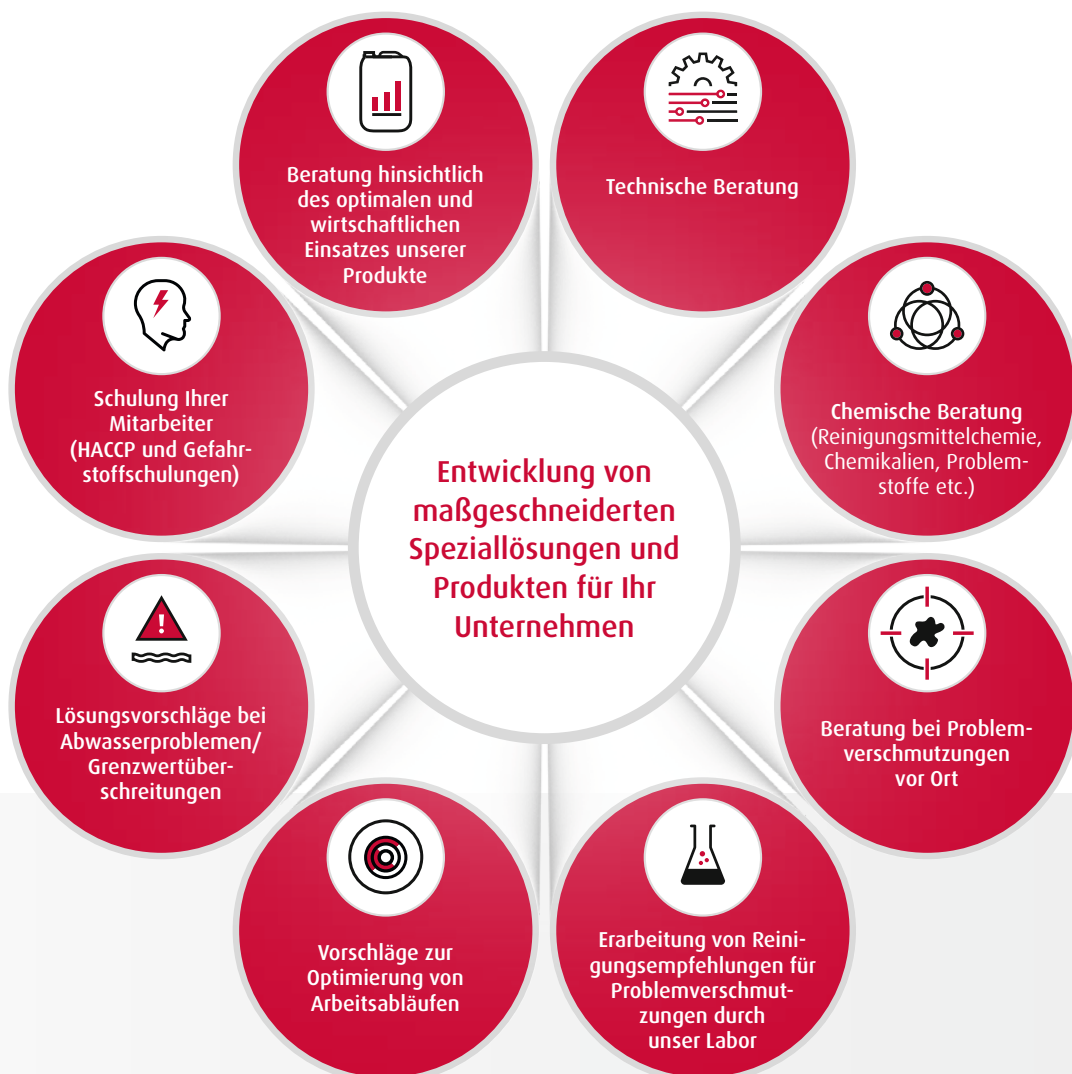 Beratung hinsichtlich
des optimalen und
wirtschaftlichen
Einsatzes unserer
Produkte
Technische Beratung
Schulung Ihrer
Mitarbeiter
(HACCP und Gefahr-
stoffschulungen)
Chemische Beratung
(Reinigungsmittelchemie,
Chemikalien, Problem-
stoffe etc.)
Entwicklung von
maßgeschneiderten
Speziallösungen und
Produkten für Ihr
Unternehmen
Lösungsvorschläge bei
Abwasserproblemen/
Grenzwertüber-
schreitungen
Beratung bei Problem-
verschmutzungen
vor Ort
Vorschläge zur
Optimierung von
Arbeitsabläufen
Erarbeitung von Reini-
gungsempfehlungen für
Problemverschmut-
zungen durch
unser Labor